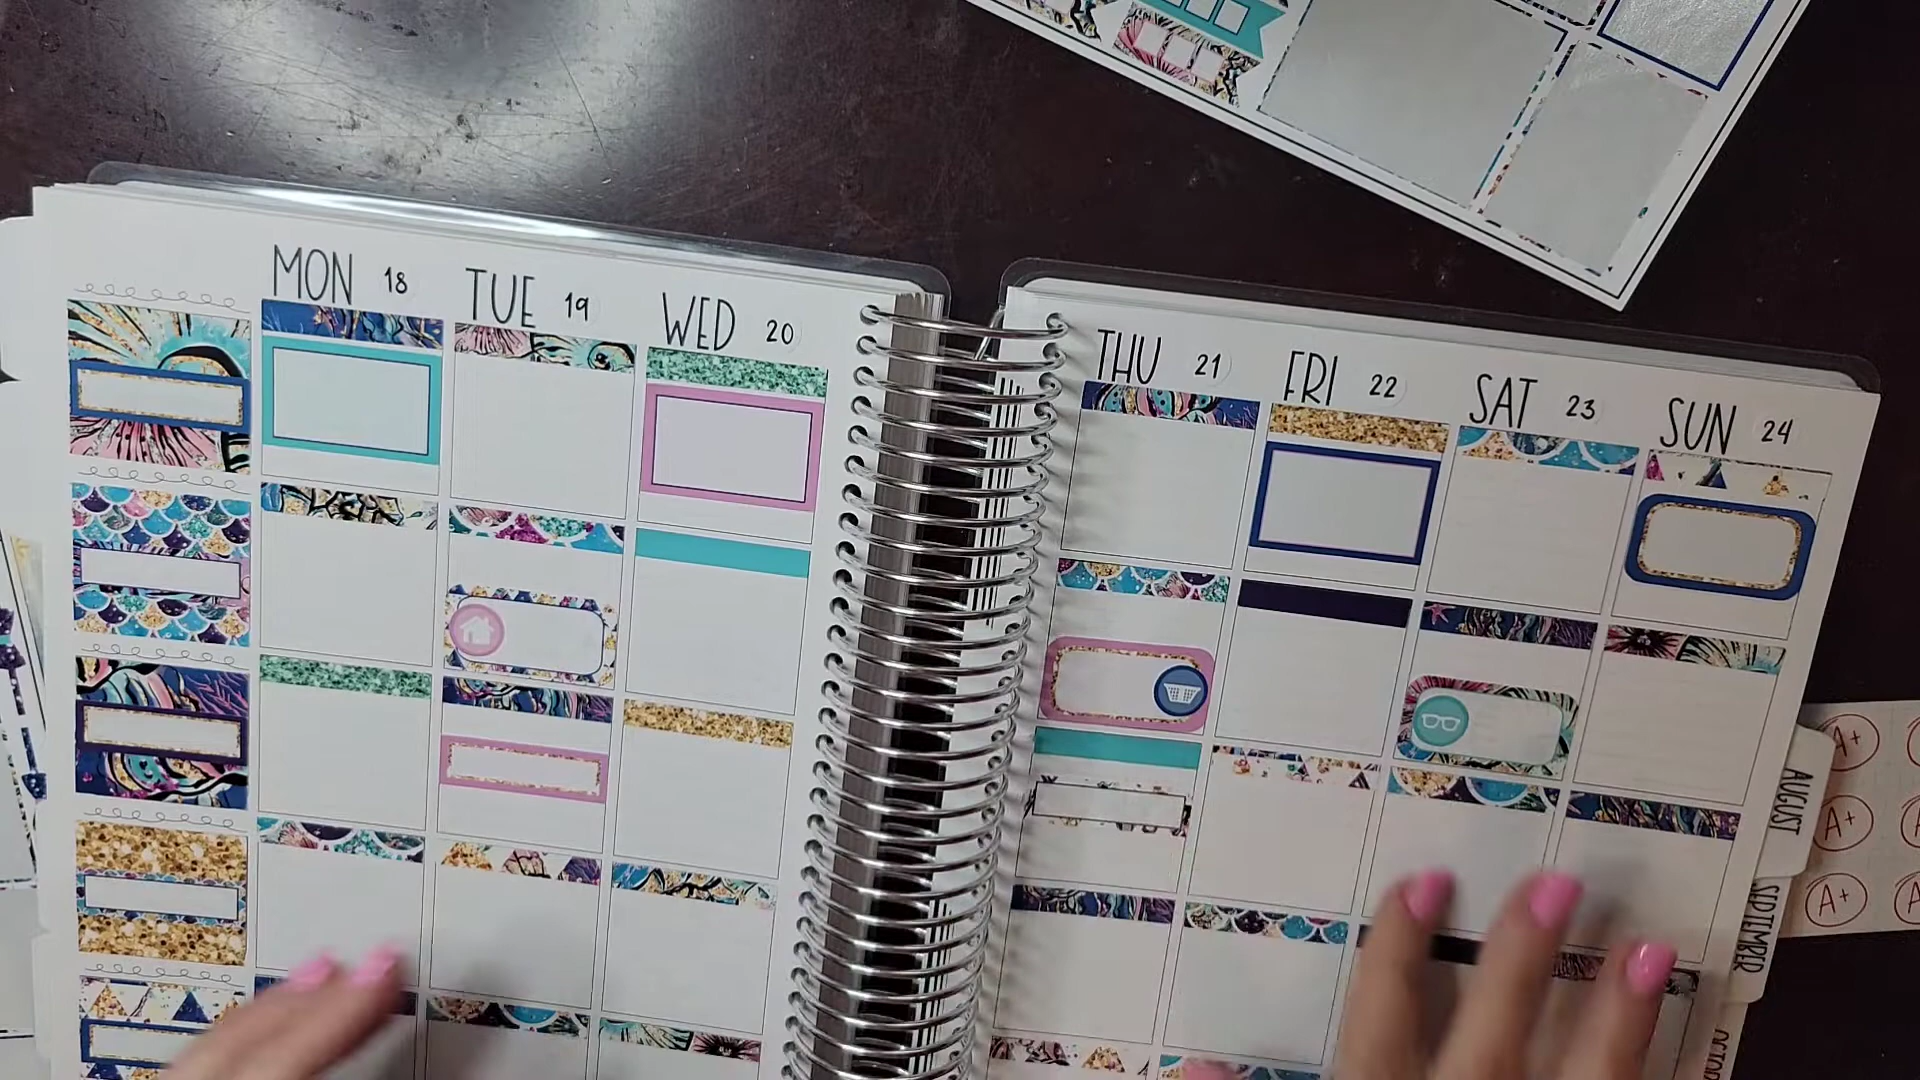 MON 18
TUE 19
WED 20
THU 21
FRI 22
SAT 23
SUN 24
AUGUST
SEPTEMBER
A+
A+
A+